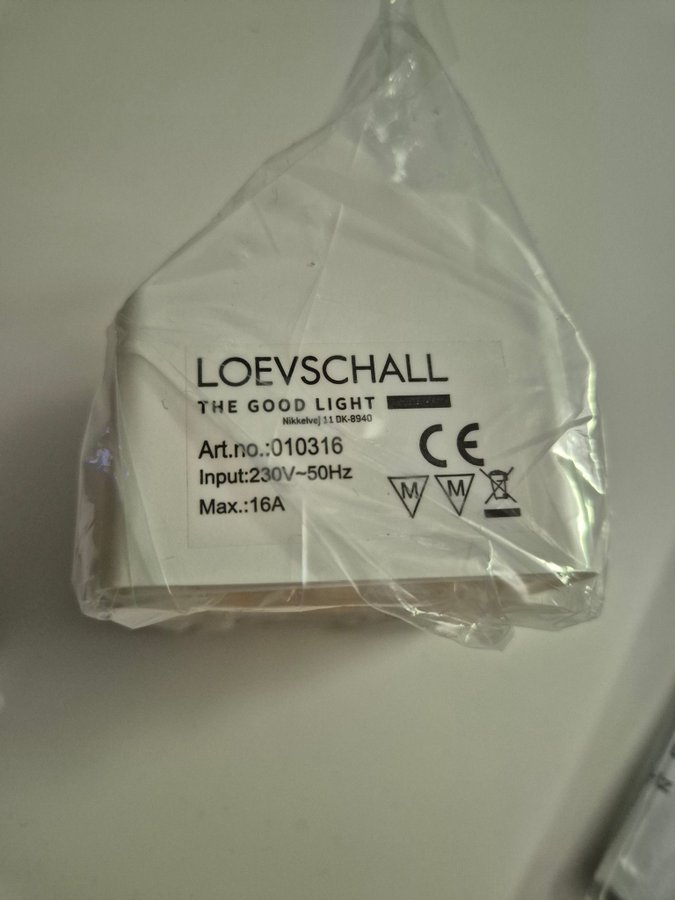 LOEVSCHALL
THE GOOD LIGHT
Nikkelvej 11 DK-8940
Art.no.:010316
Input:230V~50Hz
Max.:16A
CE
M M